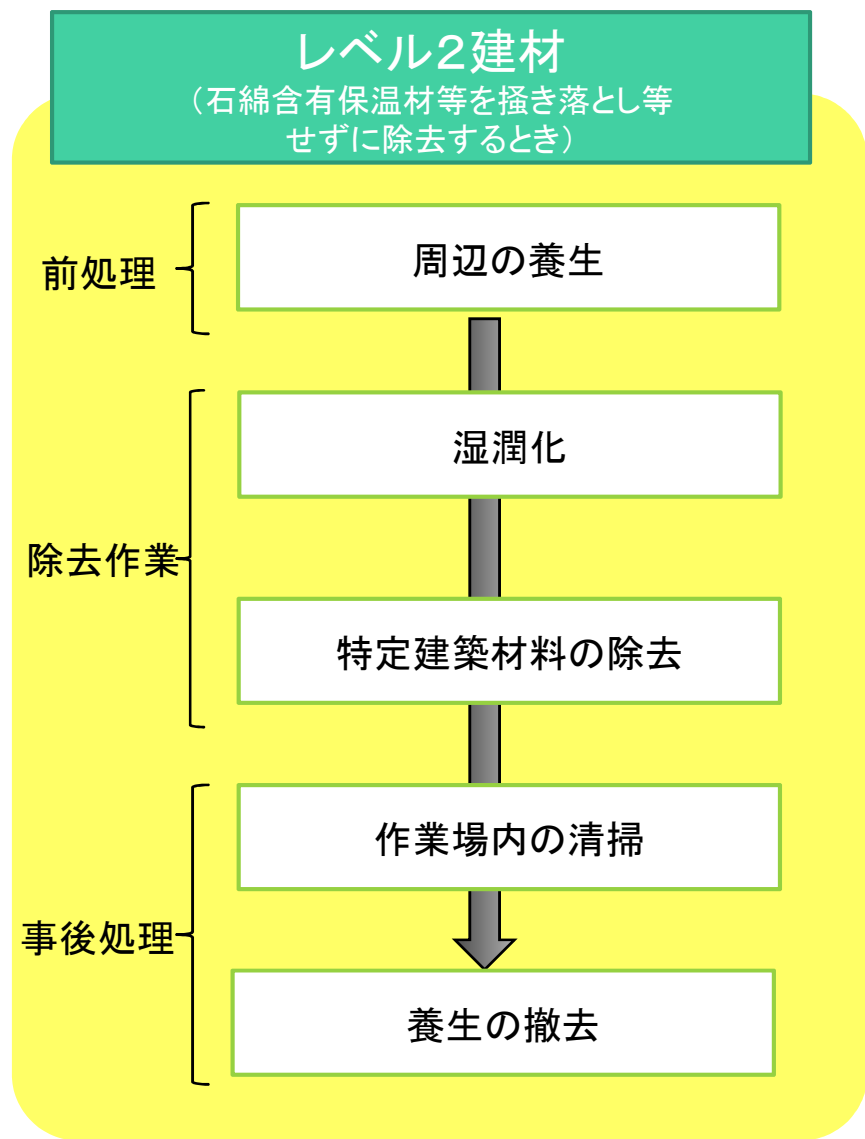 レベル2建材
（石綿含有保温材等を掻き落とし等
せずに除去するとき）
前処理
周辺の養生
除去作業
湿潤化
特定建築材料の除去
事後処理
作業場内の清掃
養生の撤去